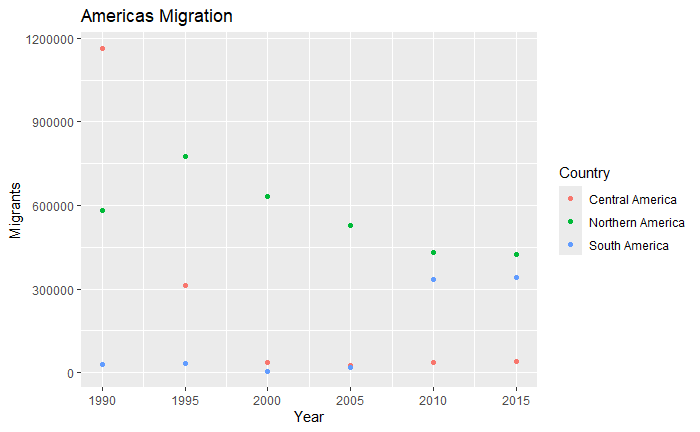 Americas Migration
1200000
900000
600000
300000
0
Migrants
1990 1995 2000 2005 2010 2015
Year
Country
Central America
Northern America
South America